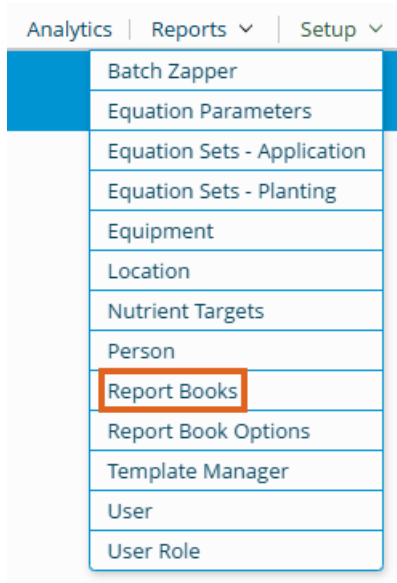 Analytics | Reports | Setup
Batch Zapper
Equation Parameters
Equation Sets - Application
Equation Sets - Planting
Equipment
Location
Nutrient Targets
Person
Report Books
Report Book Options
Template Manager
User
User Role